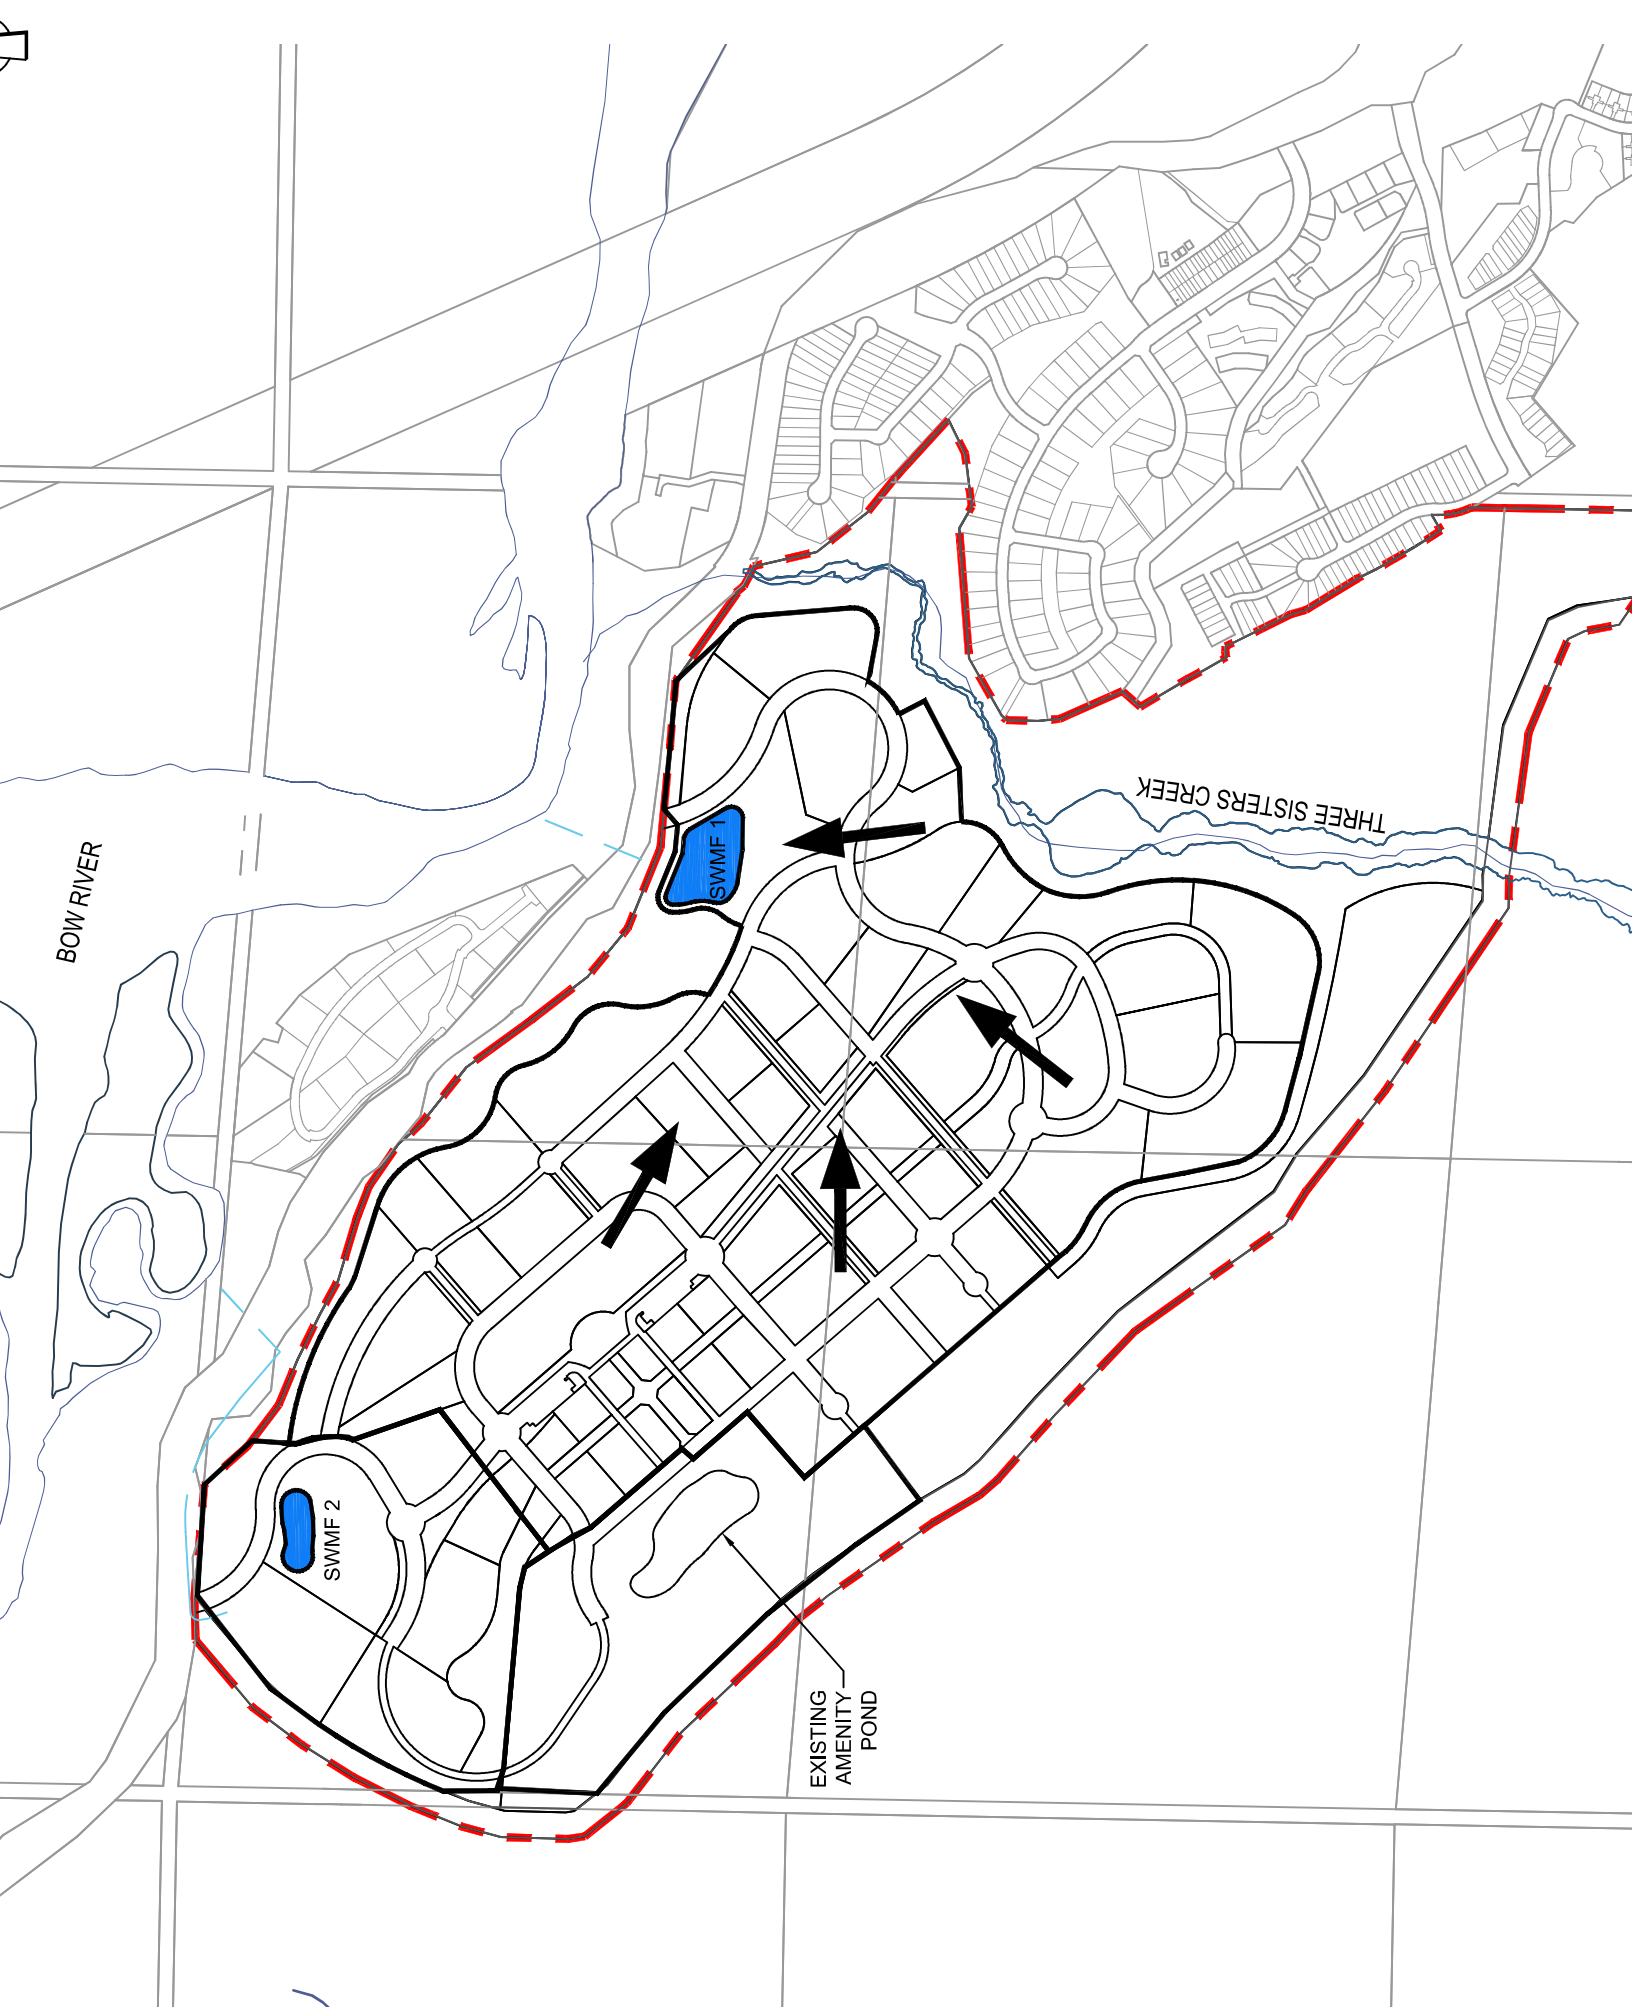 BOW RIVER
SWMF 1
THREE SISTERS CREEK
SWMF 2
EXISTING
AMENITY
POND